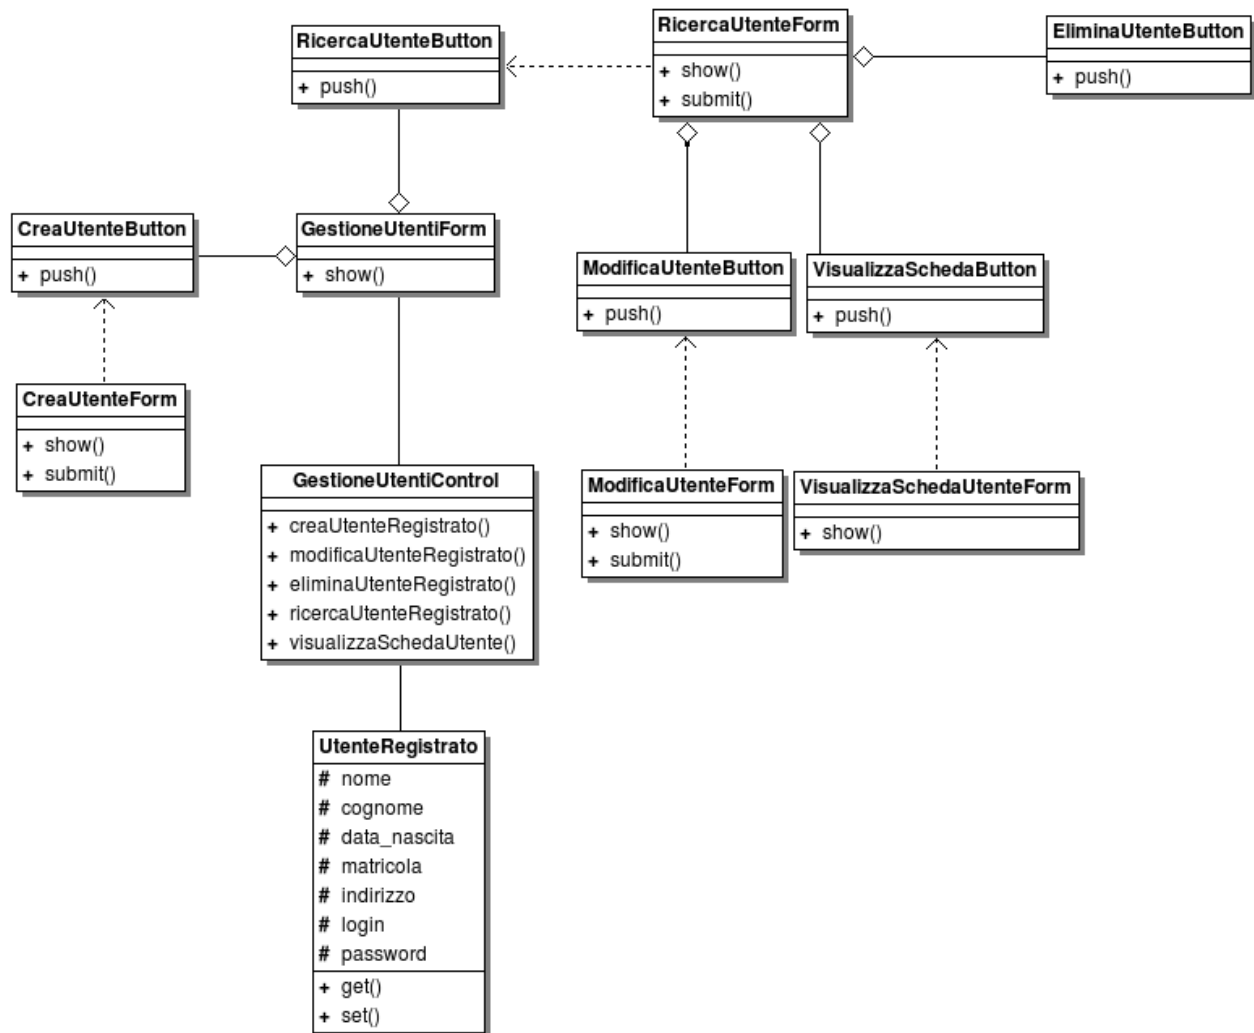 RicercaUtenteButton
+ push()
RicercaUtenteForm
+ show()
+ submit()
EliminaUtenteButton
+ push()
CreaUtenteButton
+ push()
GestioneUtentiForm
+ show()
ModificaUtenteButton
+ push()
VisualizzaSchedaButton
+ push()
CreaUtenteForm
+ show()
+ submit()
GestioneUtentiControl
+ creaUtenteRegistrato()
+ modificaUtenteRegistrato()
+ eliminaUtenteRegistrato()
+ ricercaUtenteRegistrato()
+ visualizzaSchedaUtente()
ModificaUtenteForm
+ show()
+ submit()
VisualizzaSchedaUtenteForm
+ show()
UtenteRegistrato
# nome
# cognome
# data_nascita
# matricola
# indirizzo
# login
# password
+ get()
+ set()